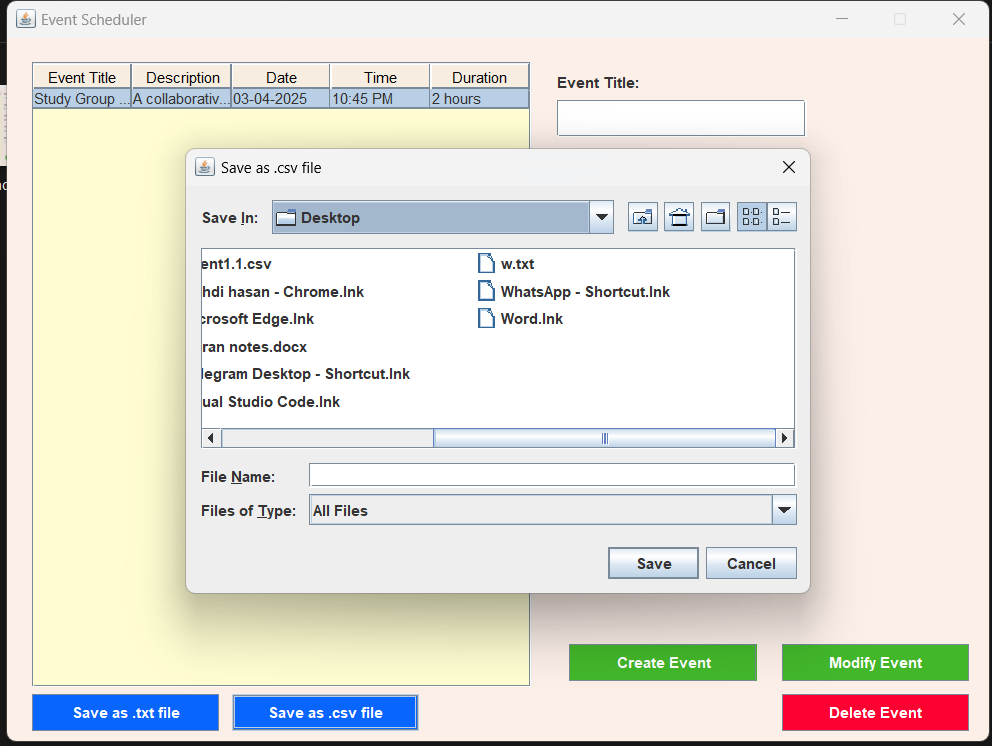 Event Scheduler
Event Title Description Date Time Duration
Study Group ... A collaborativ... 03-04-2025 10:45 PM 2 hours
Event Title:
Save as .csv file
Save In: Desktop
ent1.1.csv
hdi hasan - Chrome.lnk
crosoft Edge.lnk
ran notes.docx
legram Desktop - Shortcut.lnk
ual Studio Code.lnk
w.txt
WhatsApp - Shortcut.lnk
Word.lnk
File Name:
Files of Type: All Files
Save Cancel
Create Event Modify Event
Save as .txt file Save as .csv file Delete Event